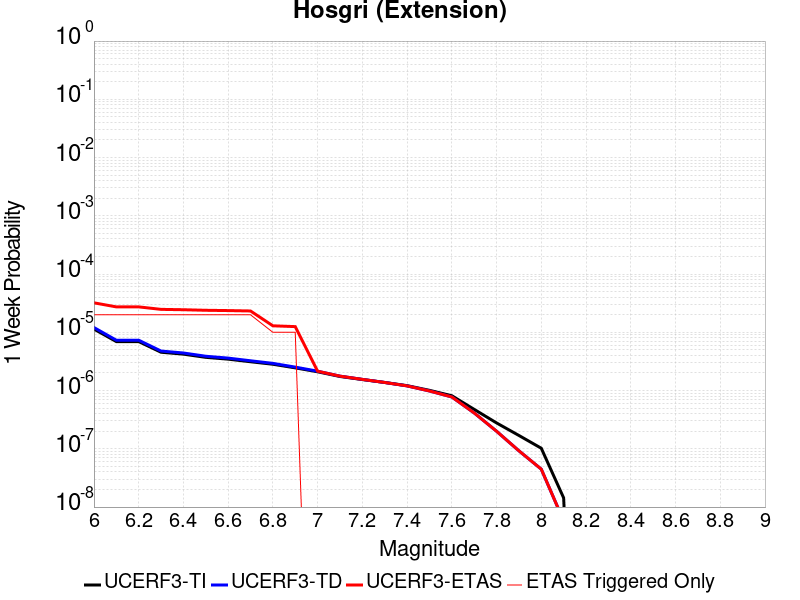 Hosgri (Extension)
10^0
10^-1
10^-2
10^-3
10^-4
10^-5
10^-6
10^-7
10^-8
1 Week Probability
6 6.2 6.4 6.6 6.8 7 7.2 7.4 7.6 7.8 8 8.2 8.4 8.6 8.8 9
Magnitude
UCERF3-TI UCERF3-TD UCERF3-ETAS ETAS Triggered Only